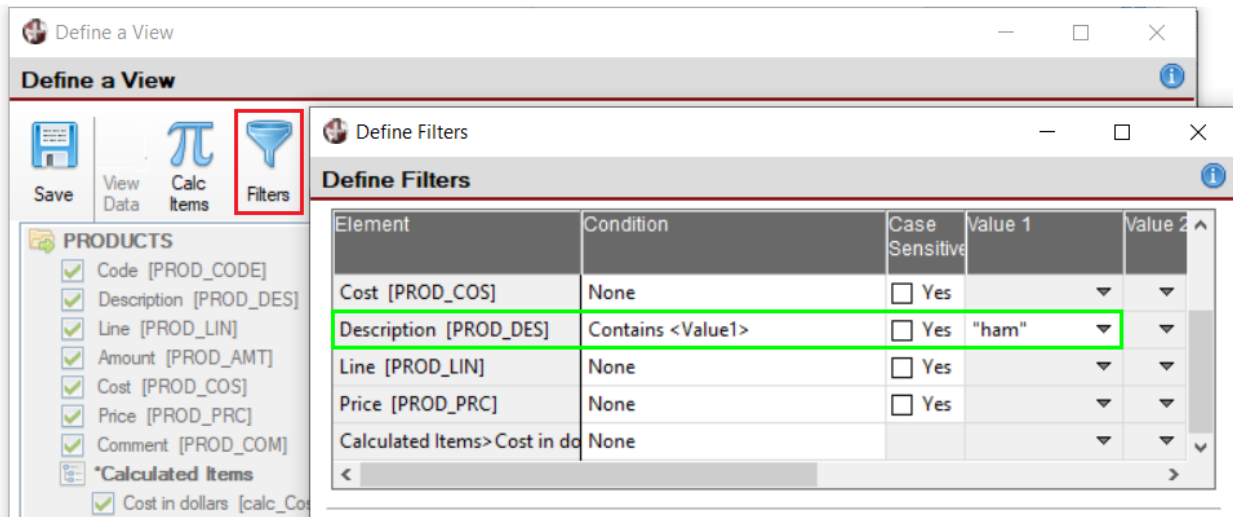 Define a View
Define a View
Save
View
Data
Calc
Items
Filters
PRODUCTS
Code [PROD_CODE]
Description [PROD_DES]
Line [PROD_LIN]
Amount [PROD_AMT]
Cost [PROD_COS]
Price [PROD_PRC]
Comment [PROD_COM]
*Calculated Items
Cost in dollars [calc_Cos
Define Filters
Define Filters
Element Condition Case Sensitive Value 1 Value 2
Cost [PROD_COS] None Yes
Description [PROD_DES] Contains <Value1> Yes "ham"
Line [PROD_LIN] None Yes
Price [PROD_PRC] None Yes
Calculated Items>Cost in do None